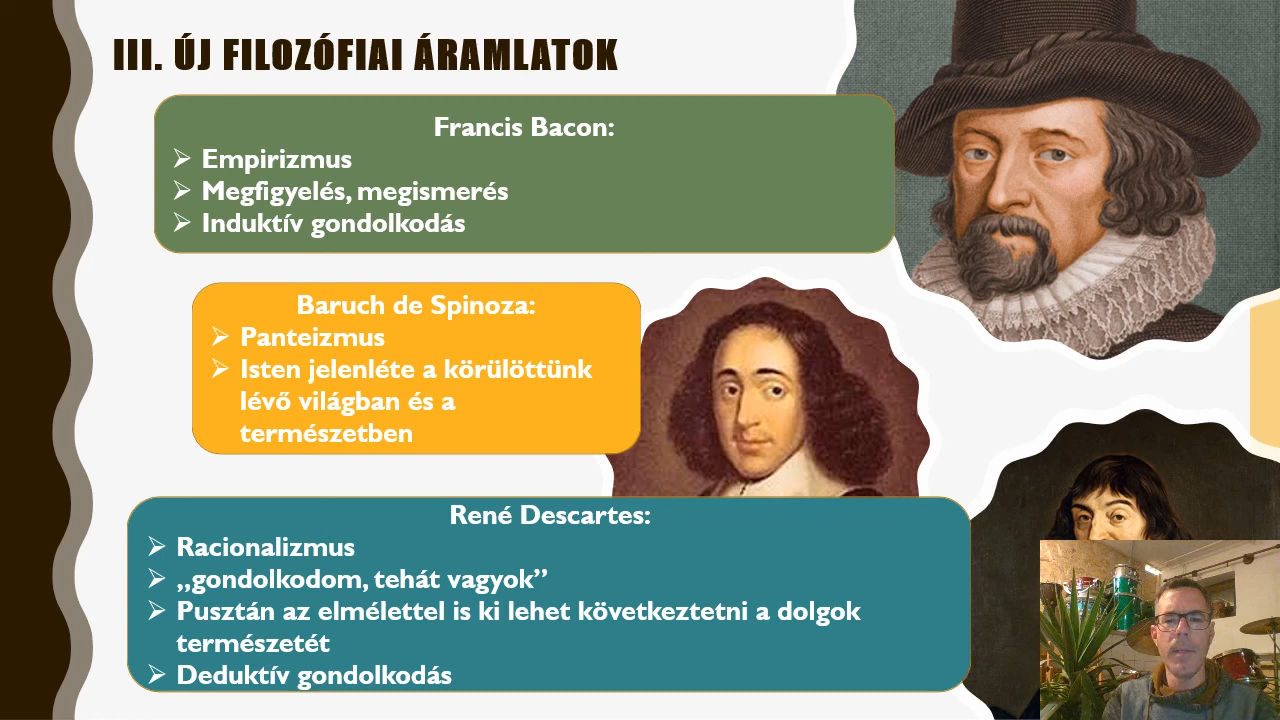 III. ÚJ FILOZÓFIAI ÁRAMLATOK
Francis Bacon:
➢ Empirizmus
➢ Megfigyelés, megismerés
➢ Induktív gondolkodás
Baruch de Spinoza:
➢ Panteizmus
➢ Isten jelenléte a körülöttünk
lévő világban és a
természetben
René Descartes:
➢ Racionalizmus
➢ „gondolkodom, tehát vagyok”
➢ Pusztán az elmélettel is ki lehet következtetni a dolgok
természetét
➢ Deduktív gondolkodás